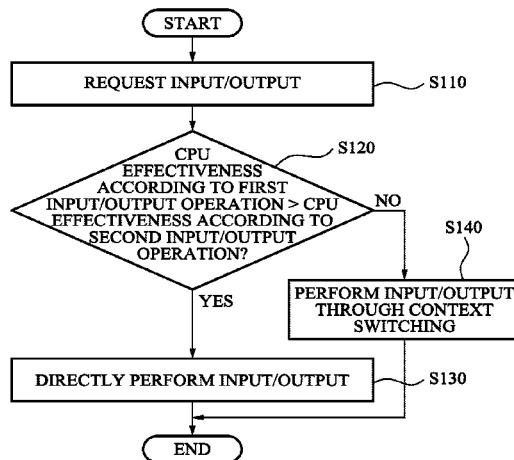 START
REQUEST INPUT/OUTPUT
S110
CPU
EFFECTIVENESS
ACCORDING TO FIRST
INPUT/OUTPUT OPERATION > CPU
EFFECTIVENESS ACCORDING TO
SECOND INPUT/OUTPUT
OPERATION?
S120
NO
YES
S140
PERFORM INPUT/OUTPUT
THROUGH CONTEXT
SWITCHING
DIRECTLY PERFORM INPUT/OUTPUT
S130
END